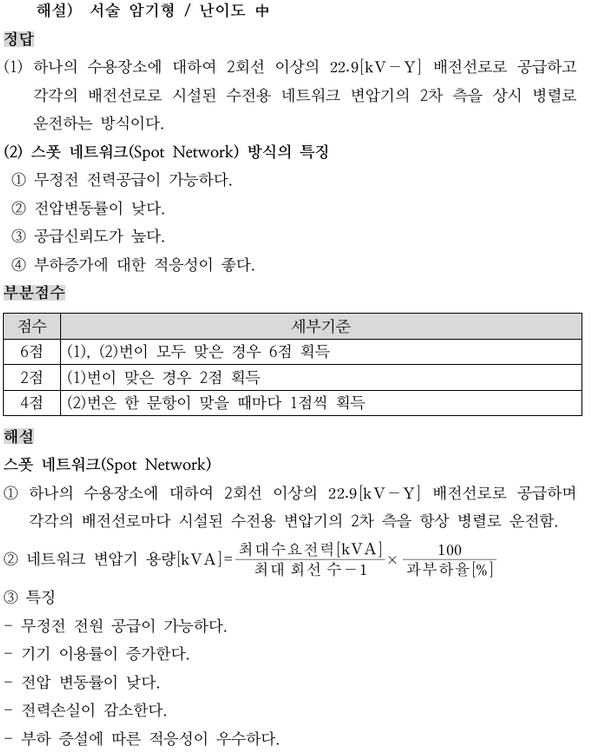 해설) 서술 암기형 / 난이도 中
정답
(1) 하나의 수용장소에 대하여 2회선 이상의 22.9[kV-Y] 배전선로로 공급하고
각각의 배전선로로 시설된 수전용 네트워크 변압기의 2차 측을 상시 병렬로
운전하는 방식이다.
(2) 스폿 네트워크(Spot Network) 방식의 특징
① 무정전 전력공급이 가능하다.
② 전압변동률이 낮다.
③ 공급신뢰도가 높다.
④ 부하증가에 대한 적응성이 좋다.
부분점수
점수 세부기준
6점 (1), (2)번이 모두 맞은 경우 6점 획득
2점 (1)번이 맞은 경우 2점 획득
4점 (2)번은 한 문항이 맞을 때마다 1점씩 획득
해설
스폿 네트워크(Spot Network)
① 하나의 수용장소에 대하여 2회선 이상의 22.9[kV-Y] 배전선로로 공급하며
각각의 배전선로마다 시설된 수전용 변압기의 2차 측을 항상 병렬로 운전함.
② 네트워크 변압기 용량[kVA]=최대수요전력[kVA]/최대 회선 수-1×100/과부하율[%]
③ 특징
- 무정전 전원 공급이 가능하다.
- 기기 이용률이 증가한다.
- 전압 변동률이 낮다.
- 전력손실이 감소한다.
- 부하 증설에 따른 적응성이 우수하다.